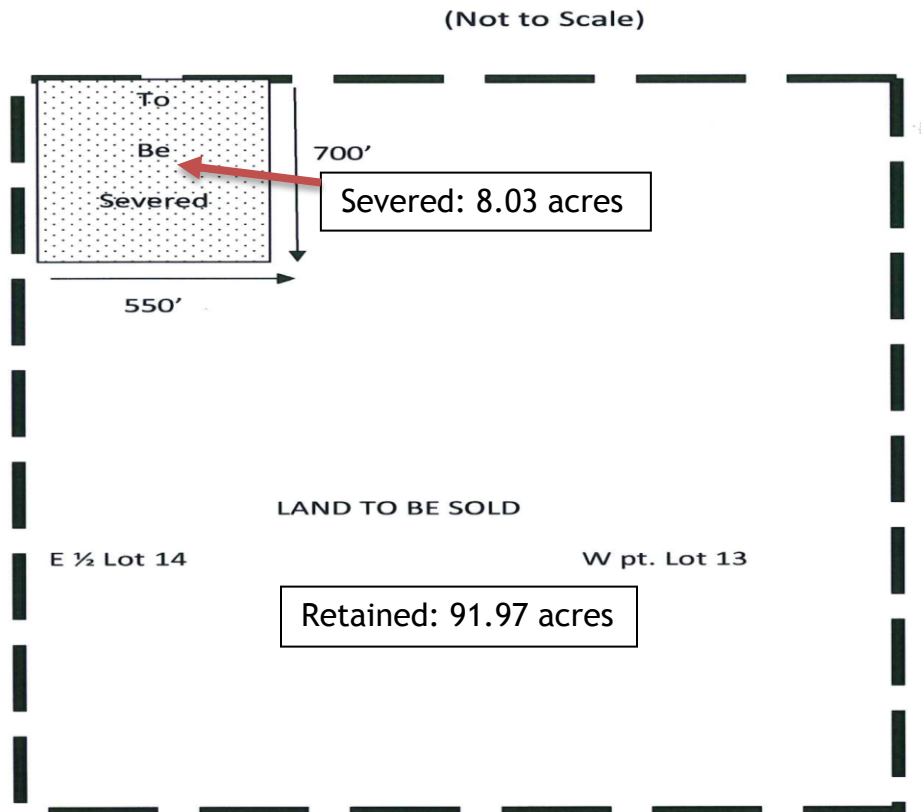 (Not to Scale)
To
Be
Severed
700’
Severed: 8.03 acres
550’
LAND TO BE SOLD
E ½ Lot 14
W pt. Lot 13
Retained: 91.97 acres